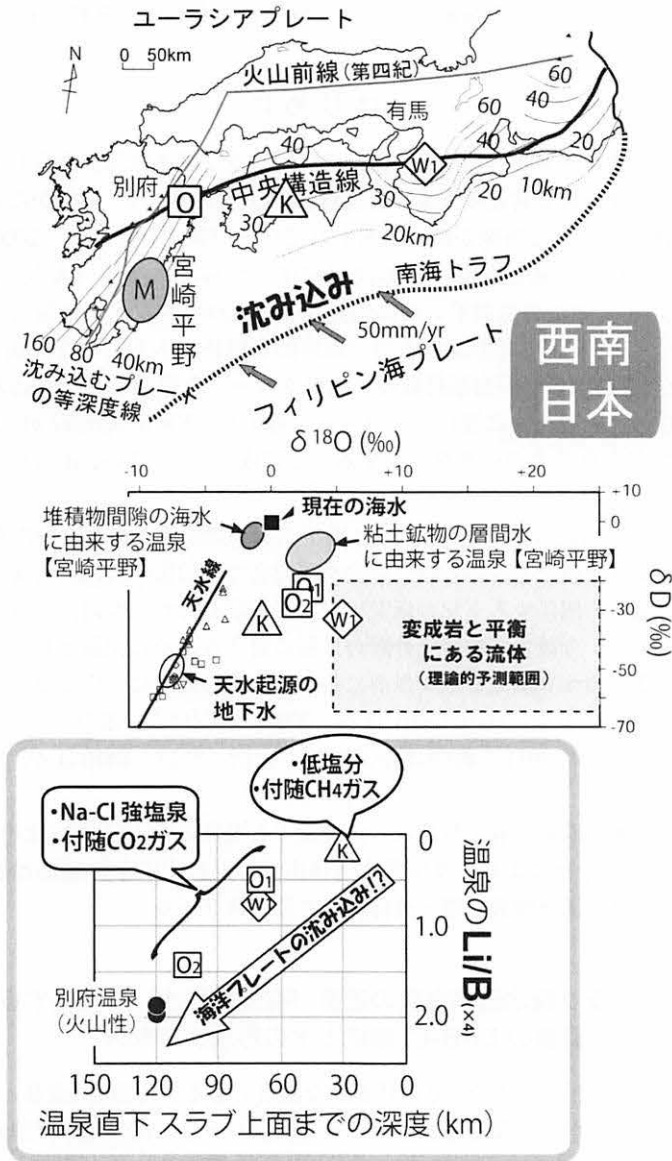 ユーラシアプレート
N
0 50km
火山前線(第四紀)
60
40
60
有馬
40
40
20
別府
O
中央構造線
W1
K
30
30
20
10km
20km
宮崎平野
M
南海トラフ
沈み込み
50mm/yr
160
80
40km
沈み込むプレート
の等深度線
フィリピン海プレート
西南
日本
δ 18O (‰)
-10
0
+10
+20
+10
堆積物間隙の海水
に由来する温泉
【宮崎平野】
現在の海水
0
粘土鉱物の層間水
に由来する温泉【宮崎平野】
天水線
O1
O2
K
W1
-30
δ D (‰)
変成岩と平衡
にある流体
(理論的予測範囲)
-50
天水起源の
地下水
-70
・低塩分
・付随CH4ガス
・Na-Cl 強塩泉
・付随CO2ガス
K
0
O1
W1
1.0
O2
海洋プレートの沈み込み!?
温泉のLi/B(×4)
別府温泉
(火山性)
2.0
150
120
90
60
30
0
温泉直下 スラブ上面までの深度(km)